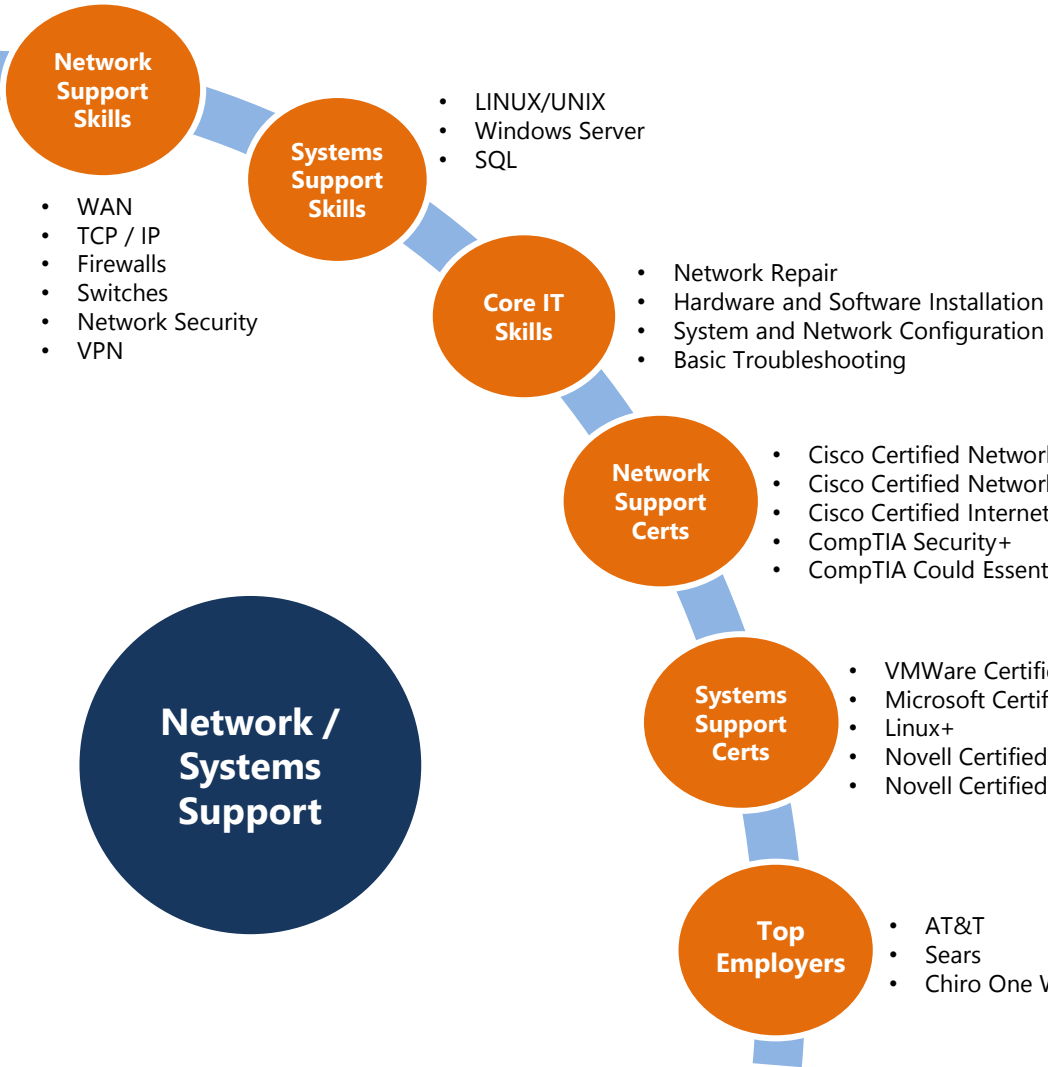 Network
Support
Skills
• WAN
• TCP / IP
• Firewalls
• Switches
• Network Security
• VPN
Systems
Support
Skills
• LINUX/UNIX
• Windows Server
• SQL
Core IT
Skills
• Network Repair
• Hardware and Software Installation
• System and Network Configuration
• Basic Troubleshooting
Network
Support
Certs
• Cisco Certified
• Cisco Certified
• Cisco Certified Internet
• CompTIA Security+
• CompTIA Could
Systems
Support
Certs
• VMWare
• Microsoft
• Linux+
• Novell Certified
• Novell Certified
Top
Employers
• AT&T
• Sears
• Chiro One
Network /
Systems
Support